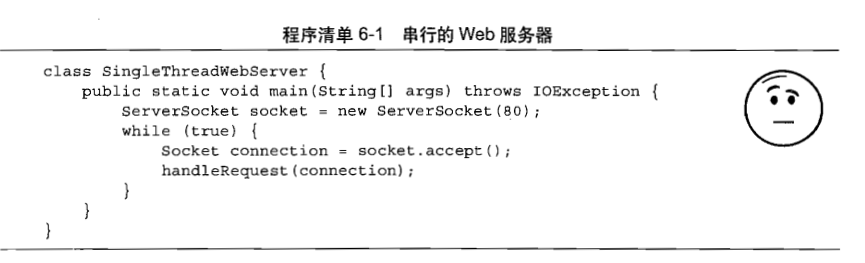 程序清单 6-1 串行的 Web 服务器
class SingleThreadWebServer {
    public static void main(String[] args) throws IOException {
        ServerSocket socket = new ServerSocket(80);
        while (true) {
            Socket connection = socket.accept();
            handleRequest(connection);
        }
    }
}